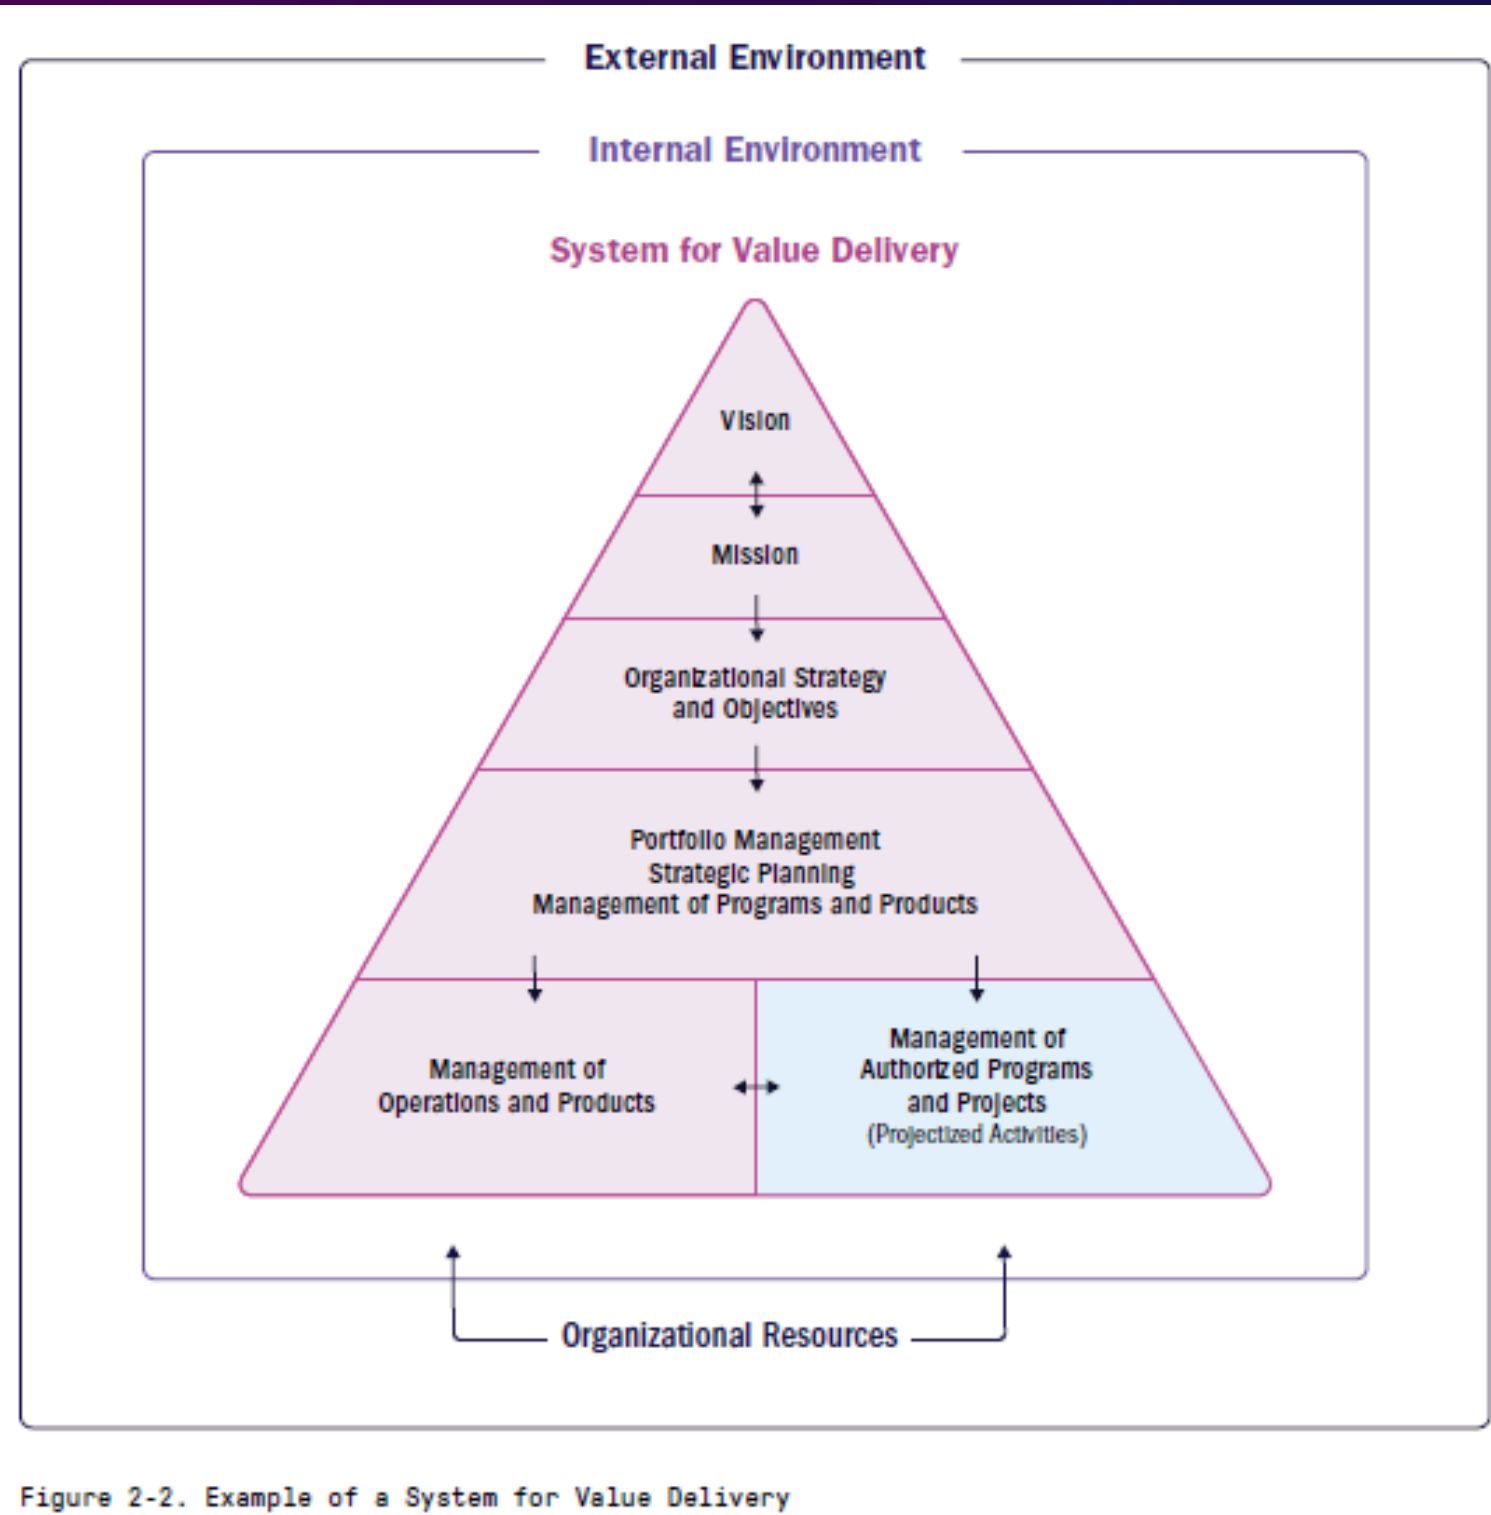 External Environment
Internal Environment
System for Value Delivery
Vision
Mission
Organizational Strategy
and Objectives
Portfolio Management
Strategic Planning
Management of Programs and Products
Management of
Operations and Products
Management of
Authorized Programs
and Projects
(Projectized Activities)
Organizational Resources
Figure 2-2. Example of a System for Value Delivery